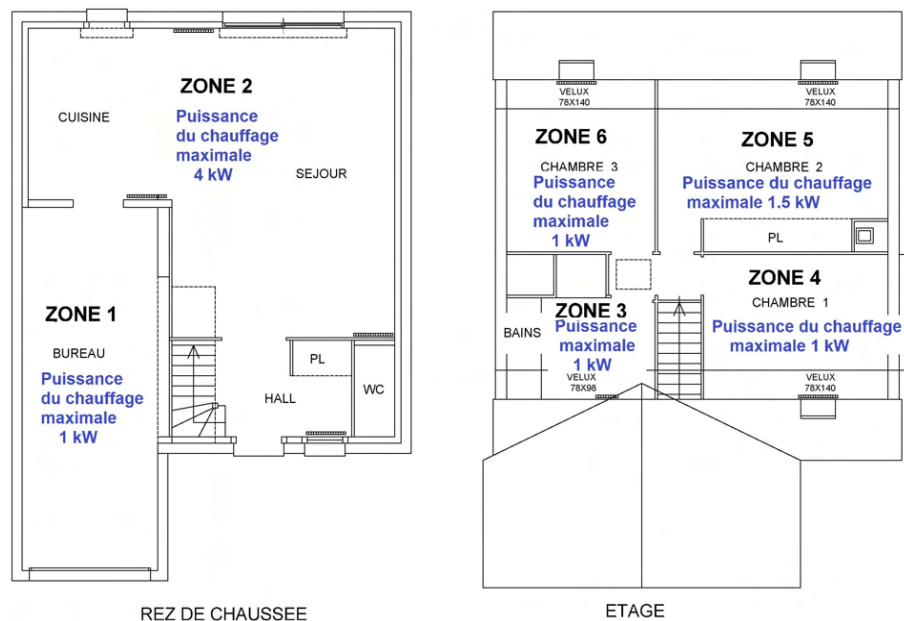 ZONE 2
Puissance
du chauffage
maximale
4 kW
CUISINE
SEJOUR
ZONE 1
BUREAU
Puissance
du chauffage
maximale
1 kW
PL
HALL
WC
REZ DE CHAUSSEE
VELUX
78X140
VELUX
78X140
ZONE 6
CHAMBRE 3
Puissance
du chauffage
maximale
1 kW
ZONE 5
CHAMBRE 2
Puissance du chauffage
maximale 1.5 kW
PL
ZONE 3
BAINS
Puissance
maximale
1 kW
VELUX
78X98
ZONE 4
CHAMBRE 1
Puissance du chauffage
maximale 1 kW
VELUX
78X140
ETAGE